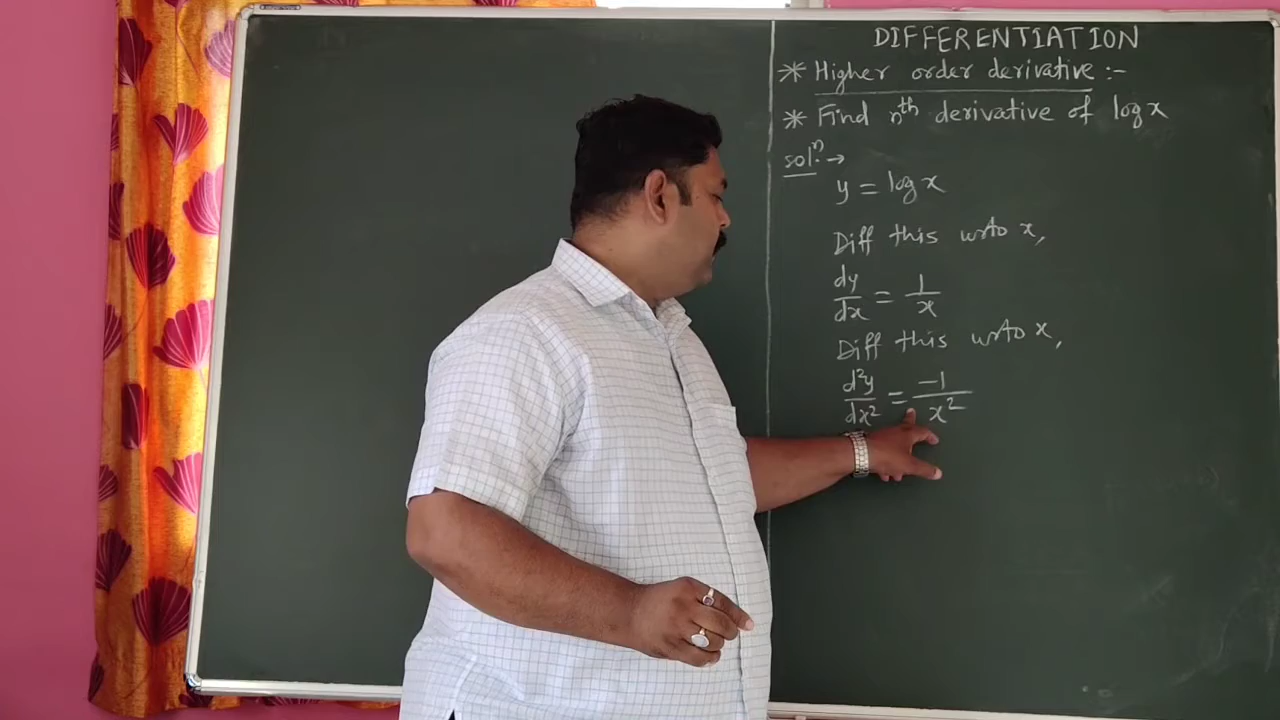 DIFFERENTIATION
* Higher order derivative :-
* Find nth derivative of log x
solⁿ. →
y = log x
Diff this w.r.to x,
dy/dx = 1/x
Diff this w.r.to x,
d²y/dx² = -1/x²